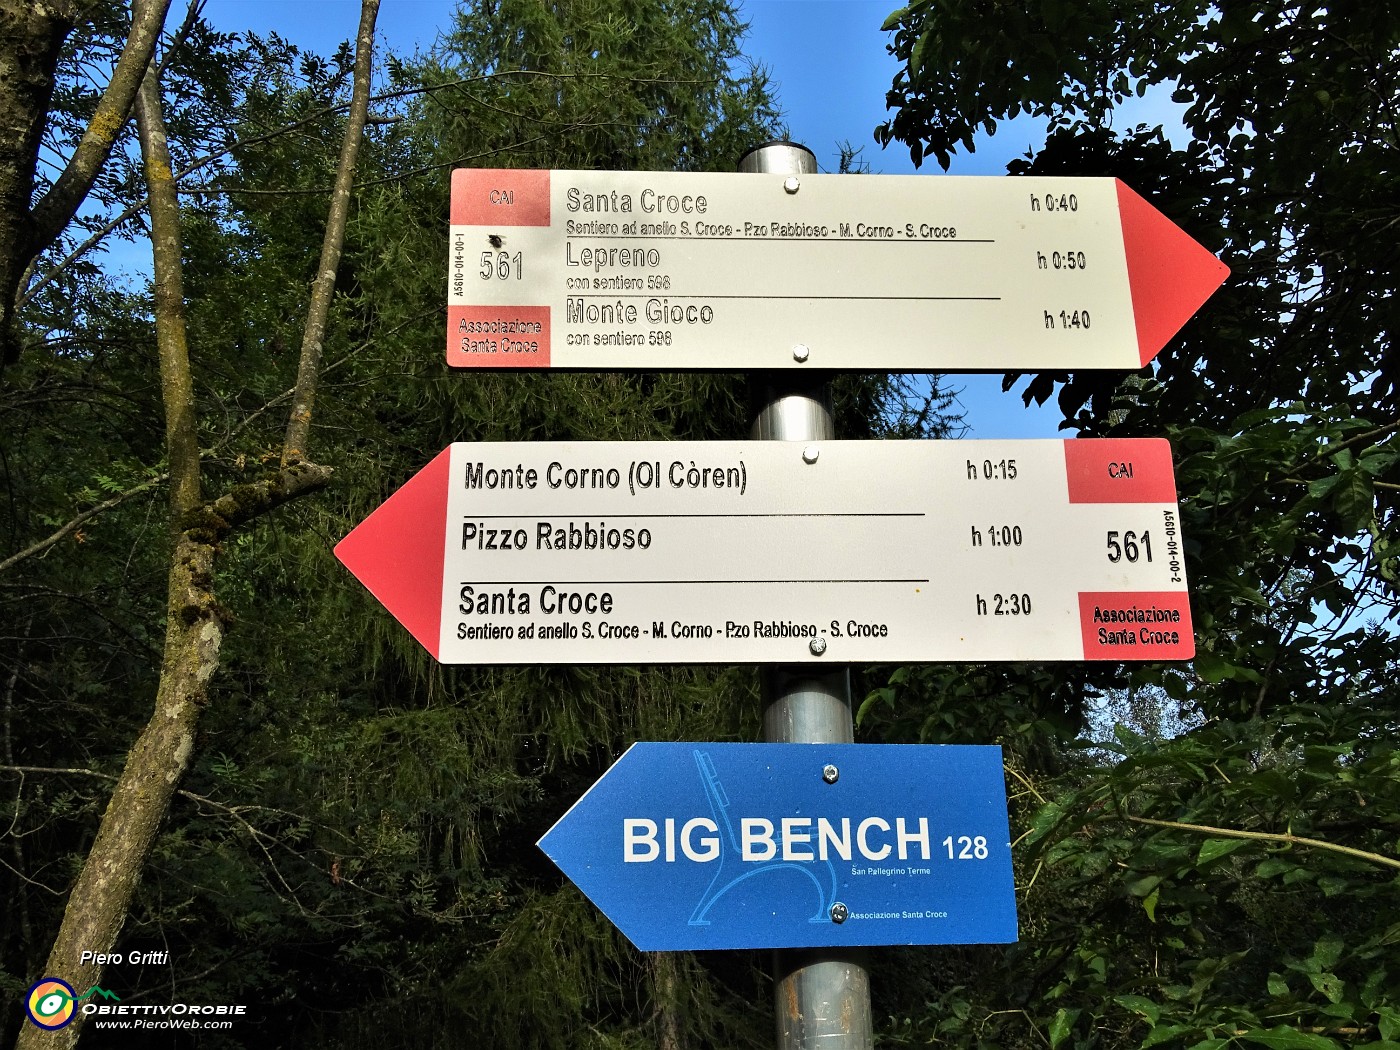 CAI
561
A5610-014-00-1
Associazione
Santa Croce
Santa Croce h 0:40
Sentiero ad anello S. Croce - P.zo Rabbioso - M. Corno - S. Croce
Lepreno h 0:50
con sentiero 598
Monte Gioco h 1:40
con sentiero 598
Monte Corno (Ol Còren) h 0:15
Pizzo Rabbioso h 1:00
Santa Croce h 2:30
Sentiero ad anello S. Croce - M. Corno - P.zo Rabbioso - S. Croce
CAI
561
A5610-014-00-2
Associazione
Santa Croce
BIG BENCH 128
San Pellegrino Terme
Associazione Santa Croce
Piero Gritti
OBIETTIVOROBIE
www.PieroWeb.com